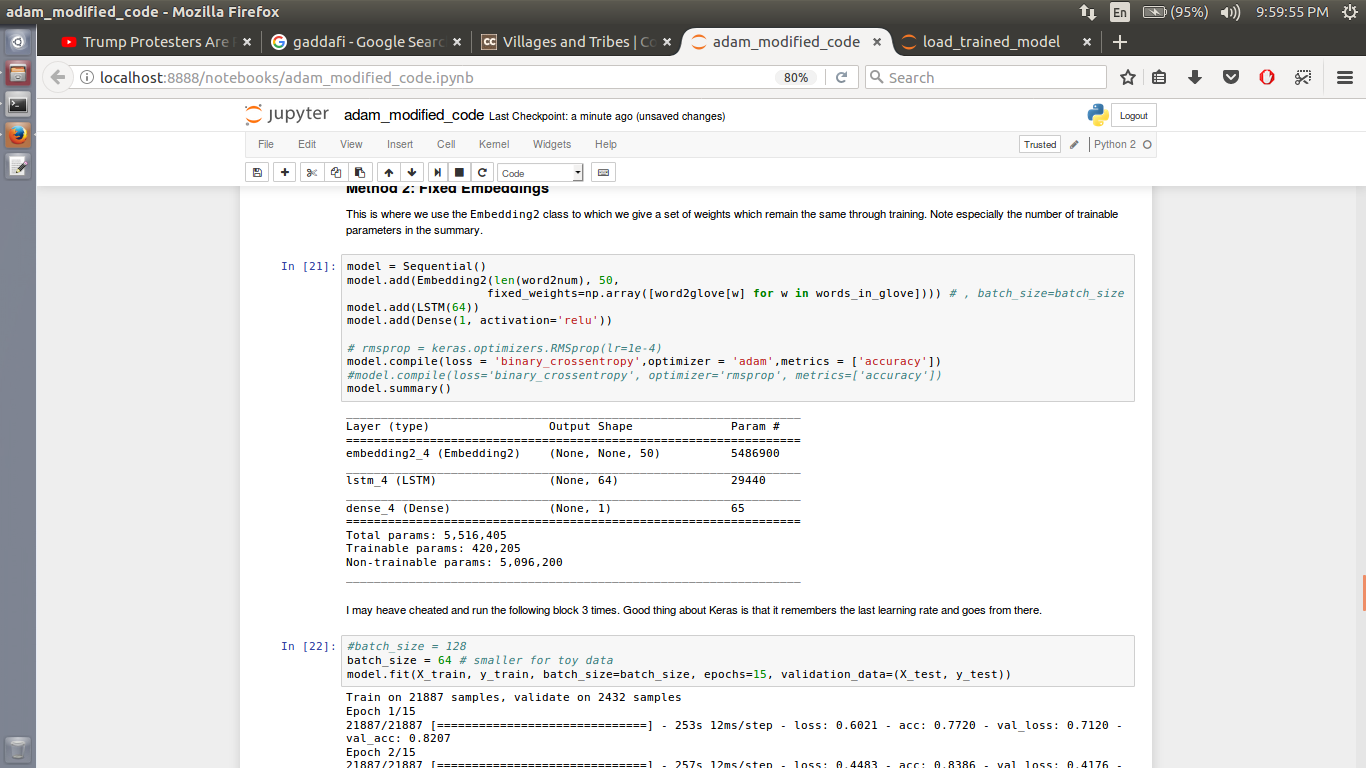 adam_modified_code - Mozilla Firefox
En (95%) 9:59:55 PM
Trump Protesters Are
gaddafi - Google Searc
Villages and Tribes | Co
adam_modified_code
load_trained_model
localhost:8888/notebooks/adam_modified_code.ipynb 80% Search
jupyter adam_modified_code Last Checkpoint: a minute ago (unsaved changes) Logout
File Edit View Insert Cell Kernel Widgets Help Trusted Python 2
Code
Method 2: Fixed Embeddings
This is where we use the Embedding2 class to which we give a set of weights which remain the same through training. Note especially the number of trainable
parameters in the summary.
In [21]: model = Sequential()
model.add(Embedding2(len(word2num), 50,
fixed_weights=np.array([word2glove[w] for w in words_in_glove]))) # , batch_size=batch_size
model.add(LSTM(64))
model.add(Dense(1, activation='relu'))
# rmsprop = keras.optimizers.RMSprop(lr=1e-4)
model.compile(loss = 'binary_crossentropy',optimizer = 'adam',metrics = ['accuracy'])
#model.compile(loss='binary_crossentropy', optimizer='rmsprop', metrics=['accuracy'])
model.summary()
_________________________________________________________________
Layer (type) Output Shape Param #
=================================================================
embedding2_4 (Embedding2) (None, None, 50) 5486900
_________________________________________________________________
lstm_4 (LSTM) (None, 64) 29440
_________________________________________________________________
dense_4 (Dense) (None, 1) 65
=================================================================
Total params: 5,516,405
Trainable params: 420,205
Non-trainable params: 5,096,200
_________________________________________________________________
I may heave cheated and run the following block 3 times. Good thing about Keras is that it remembers the last learning rate and goes from there.
In [22]: #batch_size = 128
batch_size = 64 # smaller for toy data
model.fit(X_train, y_train, batch_size=batch_size, epochs=15, validation_data=(X_test, y_test))
Train on 21887 samples, validate on 2432 samples
Epoch 1/15
21887/21887 [==============================] - 253s 12ms/step - loss: 0.6021 - acc: 0.7720 - val_loss: 0.7120 -
val_acc: 0.8207
Epoch 2/15
21887/21887 [==============================] - 257s 12ms/step - loss: 0.4483 - acc: 0.8386 - val_loss: 0.4176 -